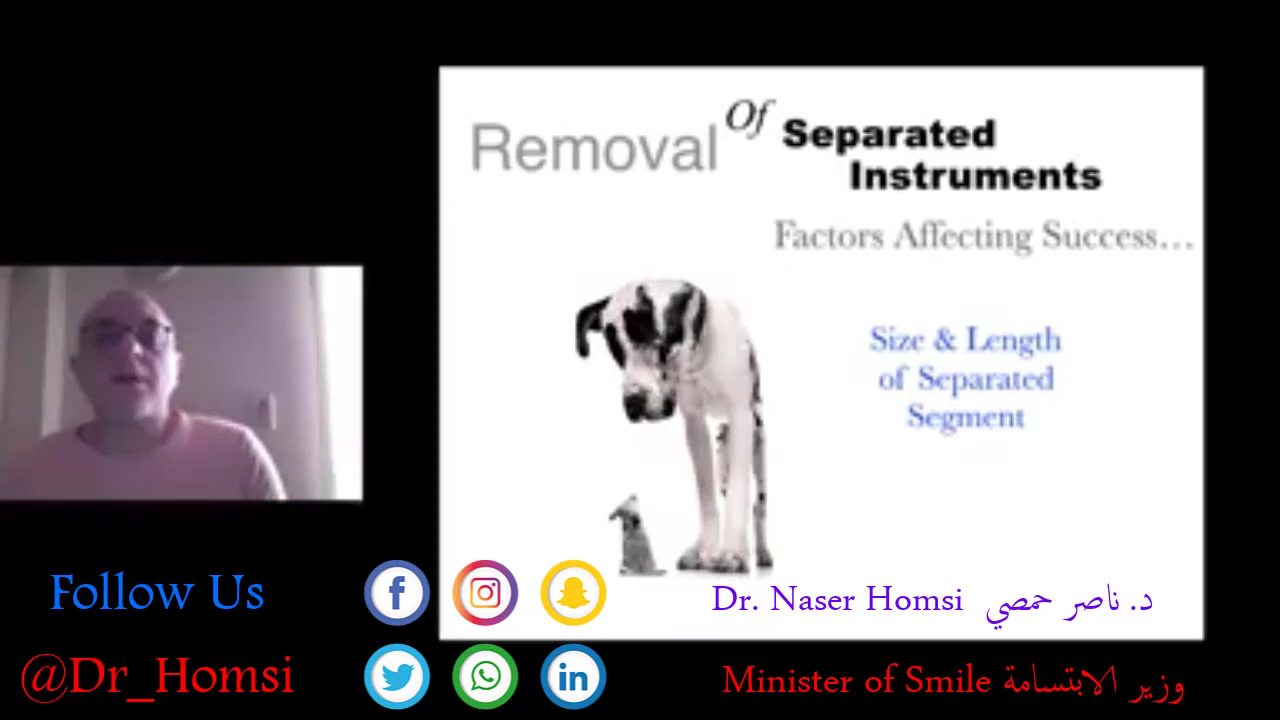 Removal Of Separated
Instruments
Factors Affecting Success...
Size & Length
of Separated
Segment
Follow Us
Dr. Naser Homsi د. ناصر حمصي
@Dr_Homsi
Minister of Smile وزير الابتسامة